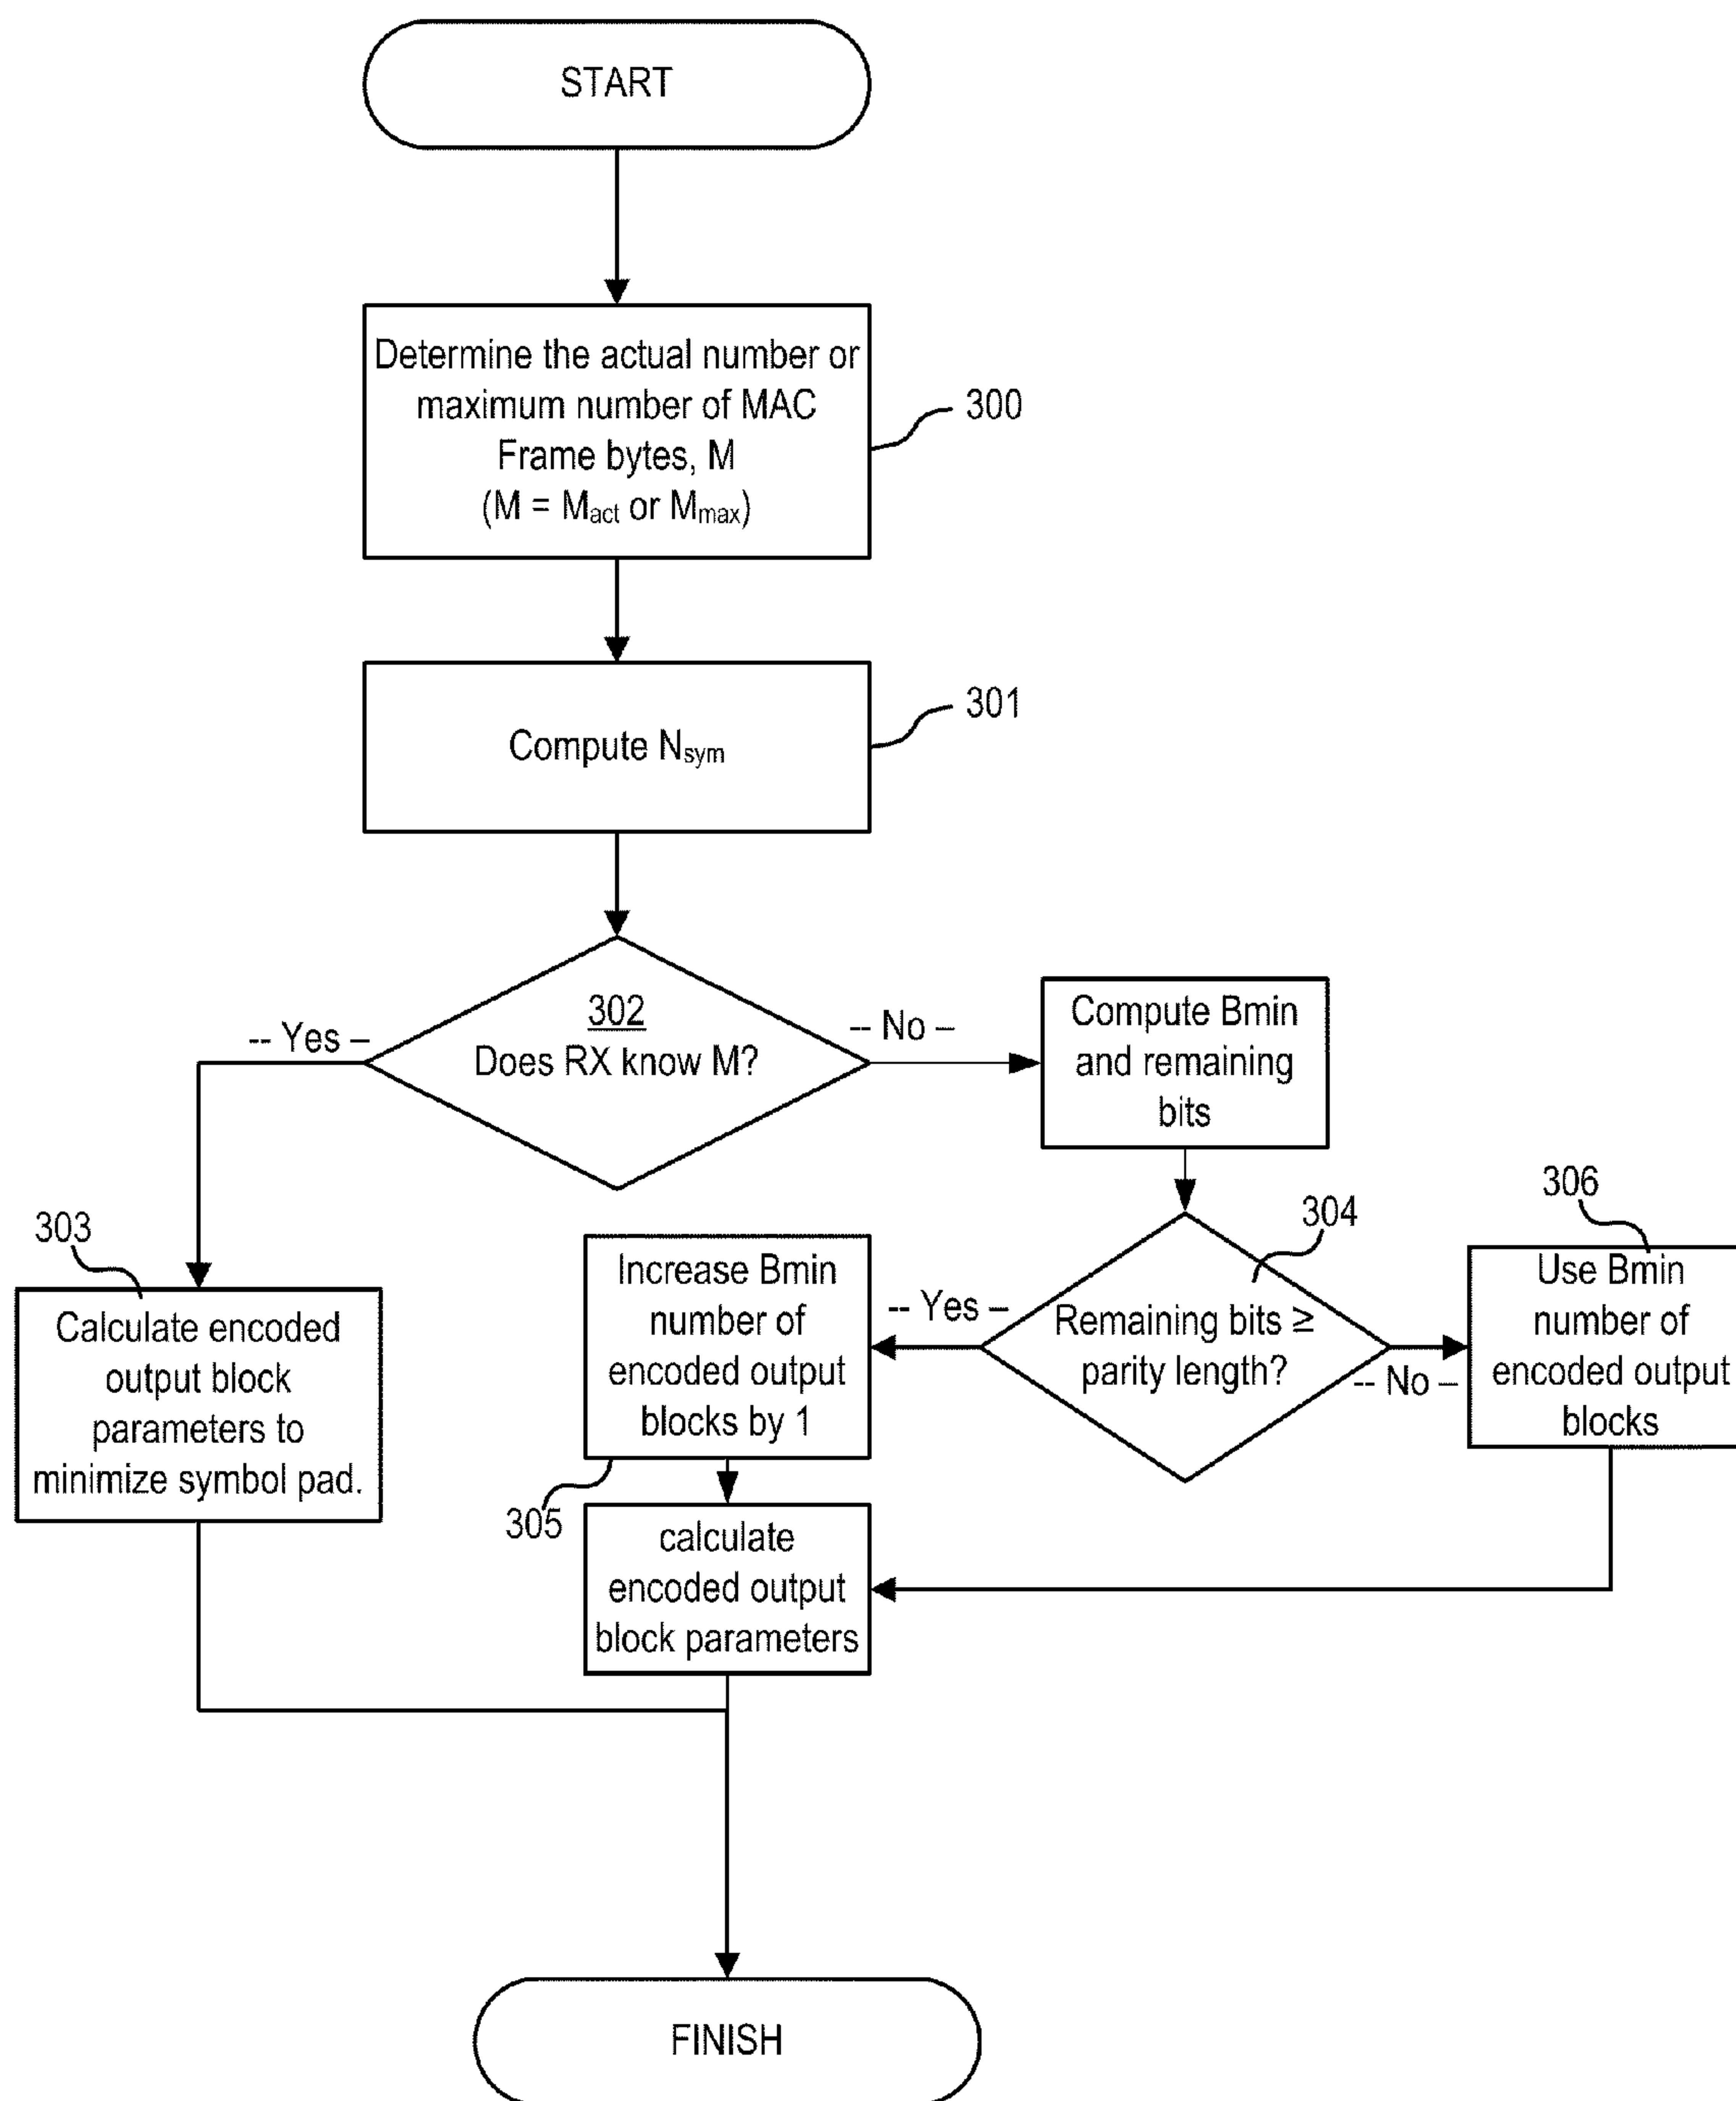 START
Determine the actual number or
maximum number of MAC
Frame bytes, M
(M = Mact or Mmax)
300
Compute Nsym
301
302
Does RX know M?
-- Yes –
-- No –
Compute Bmin
and remaining
bits
303
Calculate encoded
output block
parameters to
minimize symbol pad.
304
Remaining bits ≥
parity length?
-- Yes –
-- No –
Increase Bmin
number of
encoded output
blocks by 1
305
306
Use Bmin
number of
encoded output
blocks
calculate
encoded output
block parameters
FINISH